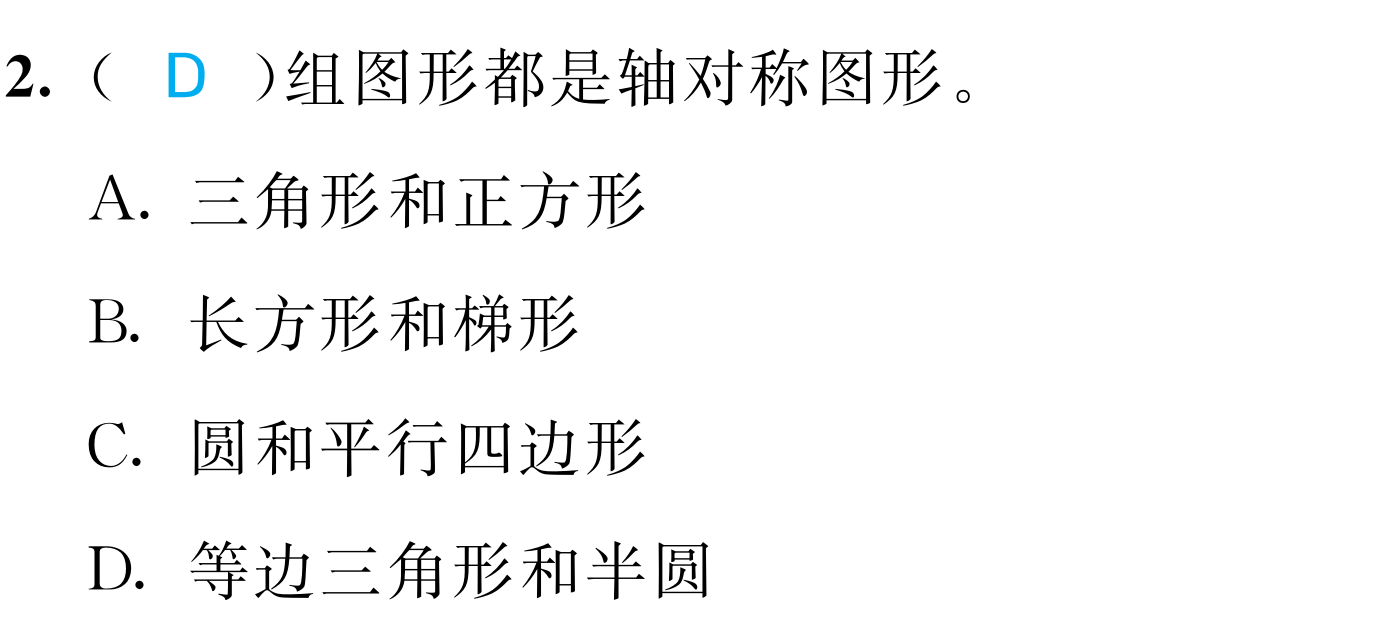 2.( D )组图形都是轴对称图形。
A. 三角形和正方形
B. 长方形和梯形
C. 圆和平行四边形
D. 等边三角形和半圆